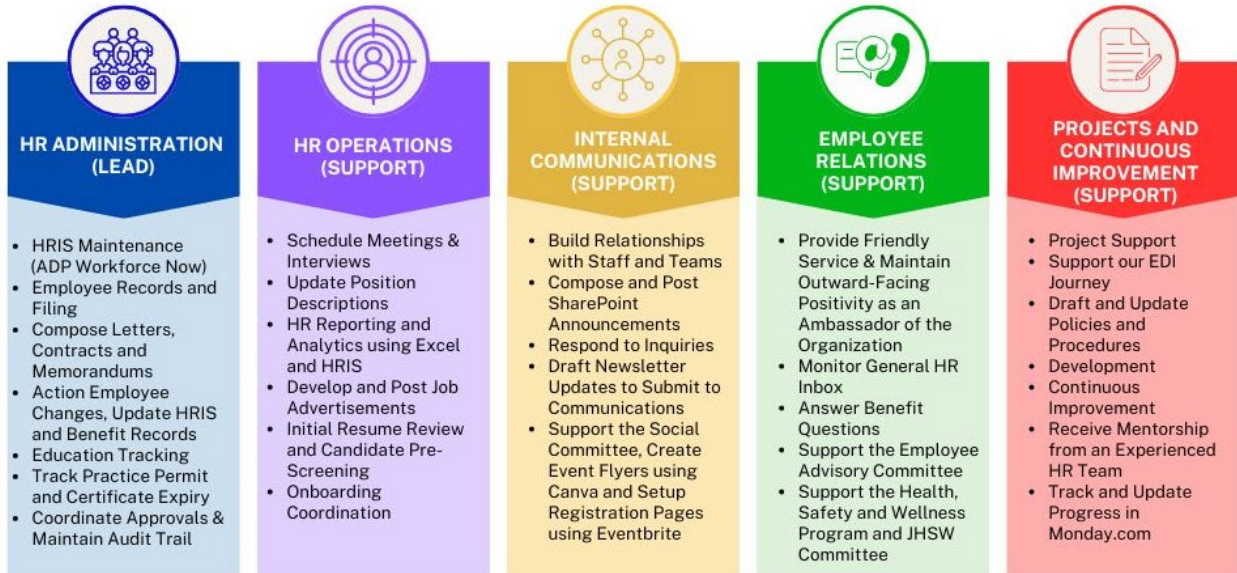 HR ADMINISTRATION
(LEAD)
• HRIS Maintenance
(ADP Workforce Now)
• Employee Records and
Filing
• Compose Letters,
Contracts and
Memorandums
• Action Employee
Changes, Update HRIS
and Benefit Records
• Education Tracking
• Track Practice Permit
and Certificate Expiry
• Coordinate Approvals &
Maintain Audit Trail
HR OPERATIONS
(SUPPORT)
• Schedule Meetings &
Interviews
• Update Position
Descriptions
• HR Reporting and
Analytics using Excel
and HRIS
• Develop and Post Job
Advertisements
• Initial Resume Review
and Candidate Pre-
Screening
• Onboarding
Coordination
INTERNAL
COMMUNICATIONS
(SUPPORT)
• Build Relationships
with Staff and Teams
• Compose and Post
SharePoint
Announcements
• Respond to Inquiries
• Draft Newsletter
Updates to Submit to
Communications
• Support the Social
Committee, Create
Event Flyers using
Canva and Setup
Registration Pages
using Eventbrite
EMPLOYEE
RELATIONS
(SUPPORT)
• Provide Friendly
Service & Maintain
Outward-Facing
Positivity as an
Ambassador of the
Organization
• Monitor General HR
Inbox
• Answer Benefit
Questions
• Support the Employee
Advisory Committee
• Support the Health,
Safety and Wellness
Program and JHSW
Committee
PROJECTS AND
CONTINUOUS
IMPROVEMENT
(SUPPORT)
• Project Support
• Support our EDI
Journey
• Draft and Update
Policies and
Procedures
• Development
• Continuous
Improvement
• Receive Mentorship
from an Experienced
HR Team
• Track and Update
Progress in
Monday.com